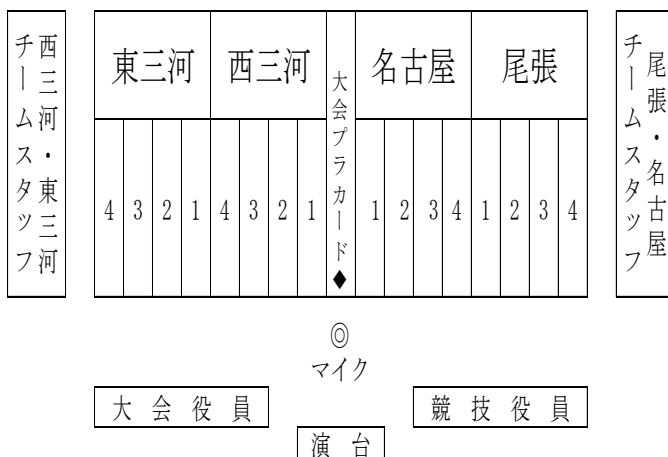 西三河・東三河
チームスタッフ
東三河
西三河
大会プラカード◆
名古屋
尾張
4 3 2 1 4 3 2 1 1 2 3 4 1 2 3 4
尾張・名古屋
チームスタッフ
◎
マイク
大会役員
競技役員
演台